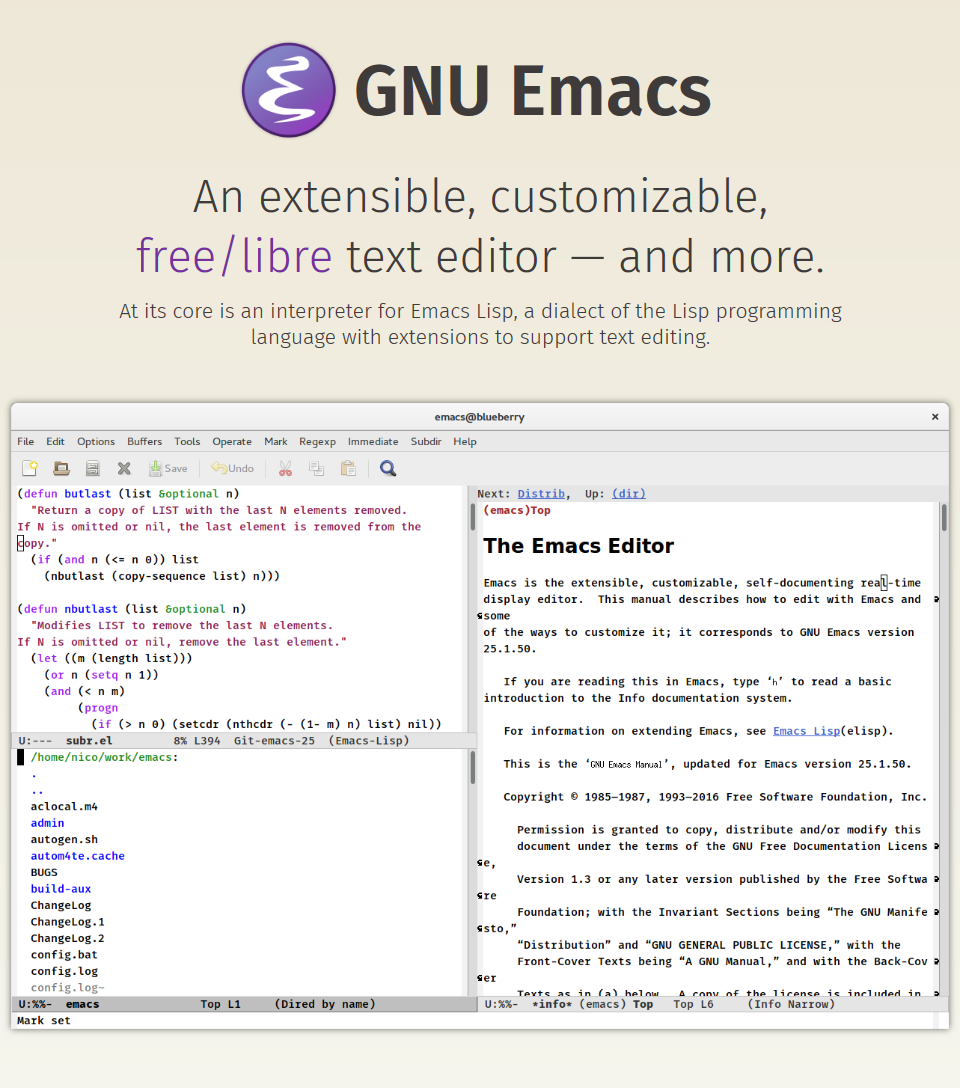 GNU Emacs
An extensible, customizable,
free/libre text editor — and more.
At its core is an interpreter for Emacs Lisp, a dialect of the Lisp programming
language with extensions to support text editing.
emacs@blueberry
File Edit Options Buffers Tools Operate Mark Regexp Immediate Subdir Help
Save Undo
(defun butlast (list &optional n)
"Return a copy of LIST with the last N elements removed.
If N is omitted or nil, the last element is removed from the
copy."
(if (and n (<= n 0)) list
(nbutlast (copy-sequence list) n)))
(defun nbutlast (list &optional n)
"Modifies LIST to remove the last N elements.
If N is omitted or nil, remove the last element."
(let ((m (length list)))
(or n (setq n 1))
(and (< n m)
(progn
(if (> n 0) (setcdr (nthcdr (- (1- m) n) list) nil))
U:--- subr.el 8% L394 Git-emacs-25 (Emacs-Lisp)
/home/nico/work/emacs:
.
..
aclocal.m4
admin
autogen.sh
autom4te.cache
BUGS
build-aux
ChangeLog
ChangeLog.1
ChangeLog.2
config.bat
config.log
config.log~
U:%%- emacs Top L1 (Dired by name)
Mark set
Next: Distrib, Up: (dir)
(emacs)Top
The Emacs Editor
Emacs is the extensible, customizable, self-documenting real-time
display editor. This manual describes how to edit with Emacs and
some
of the ways to customize it; it corresponds to GNU Emacs version
25.1.50.
If you are reading this in Emacs, type ‘h’ to read a basic
introduction to the Info documentation system.
For information on extending Emacs, see Emacs Lisp(elisp).
This is the ‘GNU Emacs Manual’, updated for Emacs version 25.1.50.
Copyright © 1985–1987, 1993–2016 Free Software Foundation, Inc.
Permission is granted to copy, distribute and/or modify this
document under the terms of the GNU Free Documentation Licens
e,
Version 1.3 or any later version published by the Free Softwa
re
Foundation; with the Invariant Sections being “The GNU Manife
sto,”
“Distribution” and “GNU GENERAL PUBLIC LICENSE,” with the
Front-Cover Texts being “A GNU Manual,” and with the Back-Cov
er
Texts as in (a) below. A copy of the license is included in
U:%%- *info* (emacs) Top Top L6 (Info Narrow)